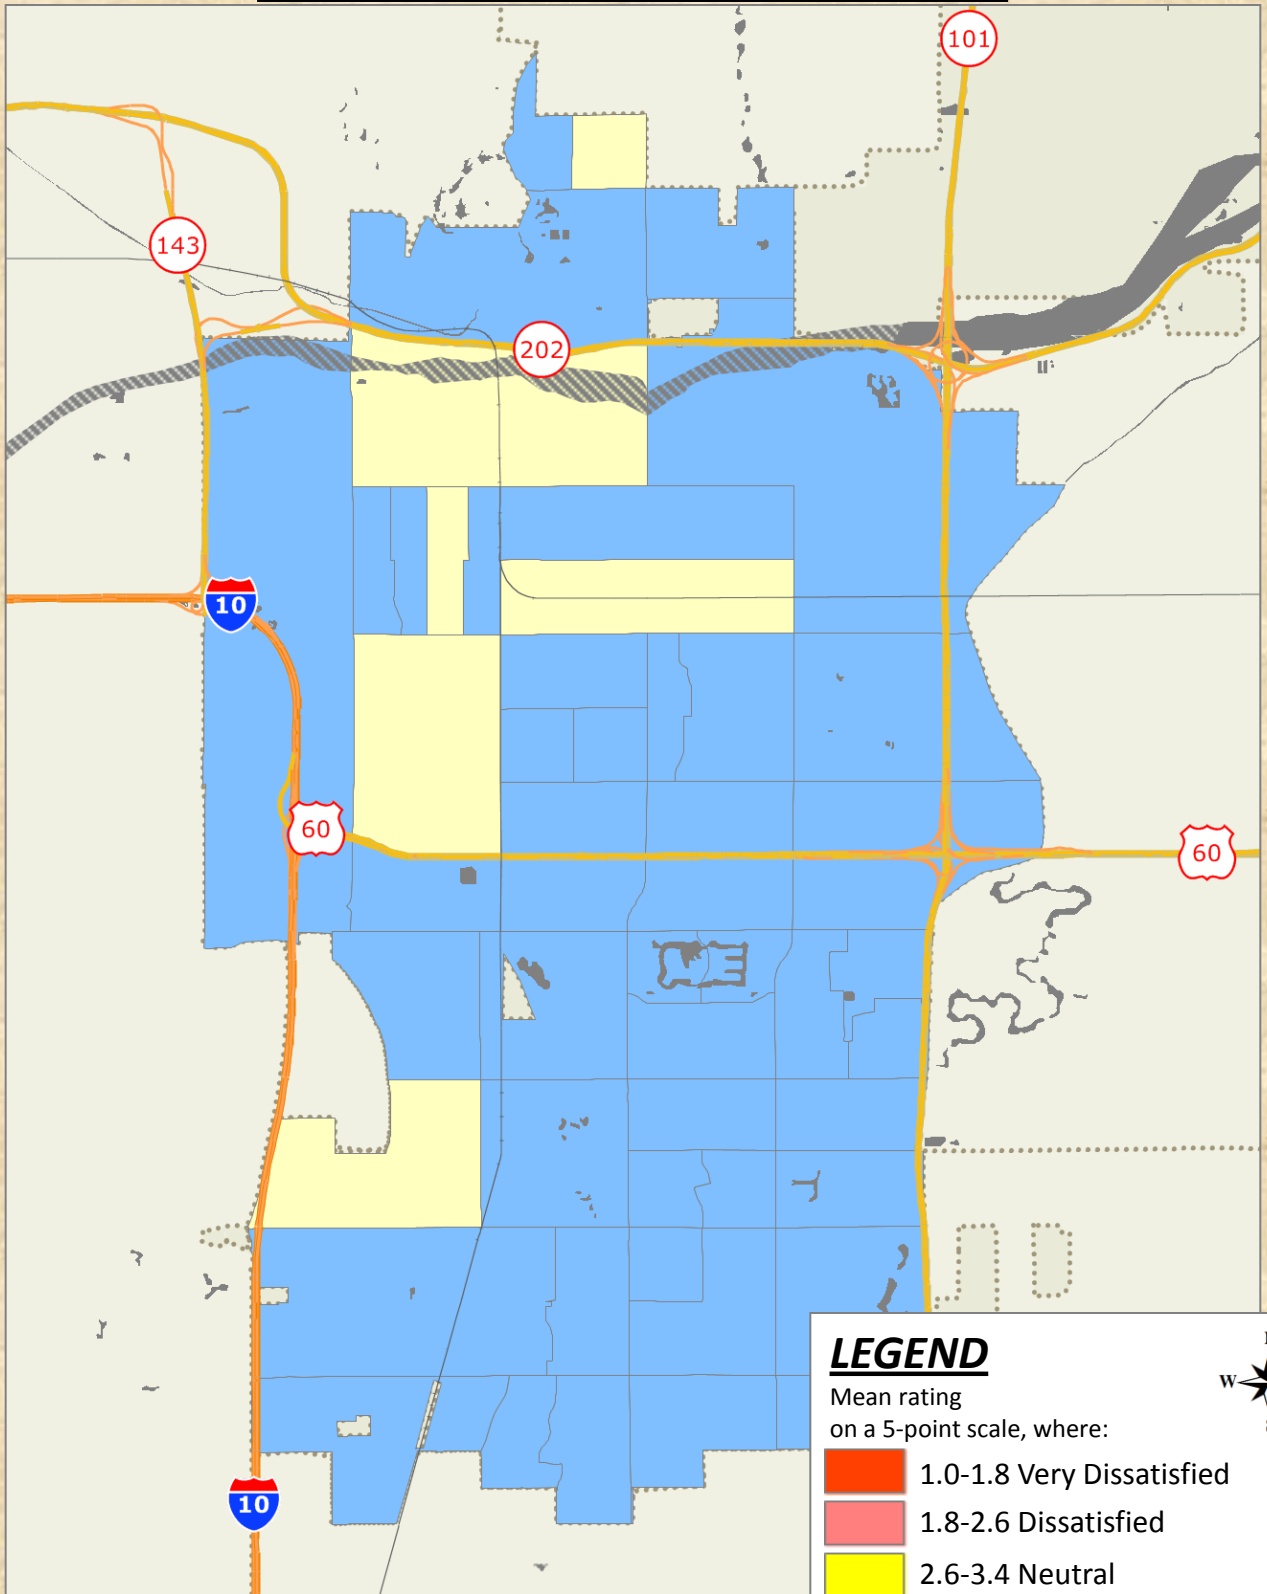 101
143
202
10
60
60
10
LEGEND
W
Mean rating
on a 5-point scale, where:
1.0-1.8 Very Dissatisfied
1.8-2.6 Dissatisfied
2.6-3.4 Neutral